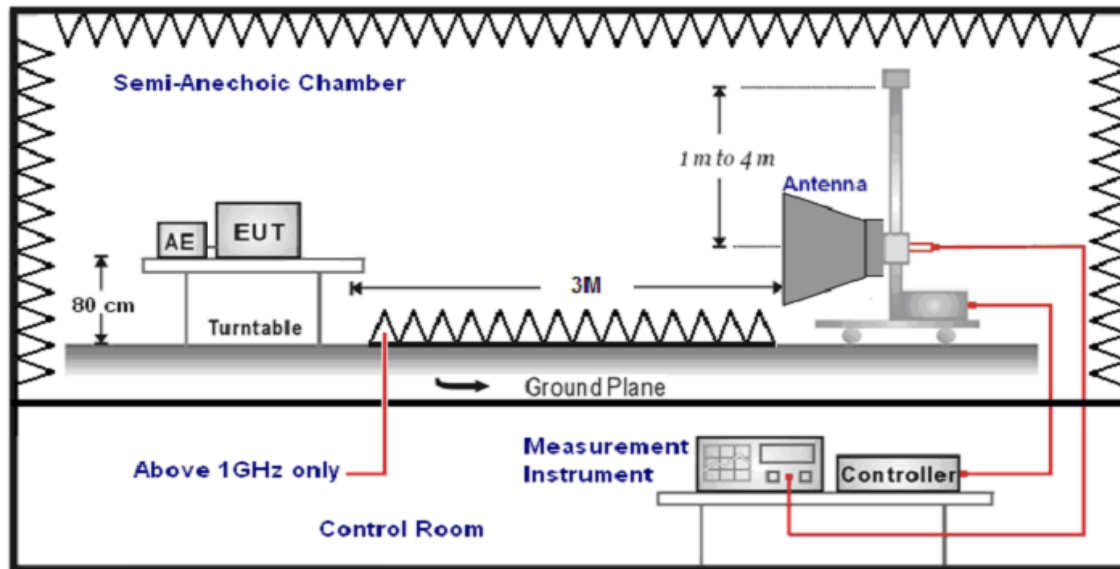 Semi-Anechoic Chamber
1 m to 4 m
Antenna
AE
EUT
80 cm
3M
Turntable
Ground Plane
Above 1GHz only
Measurement
Instrument
Controller
Control Room